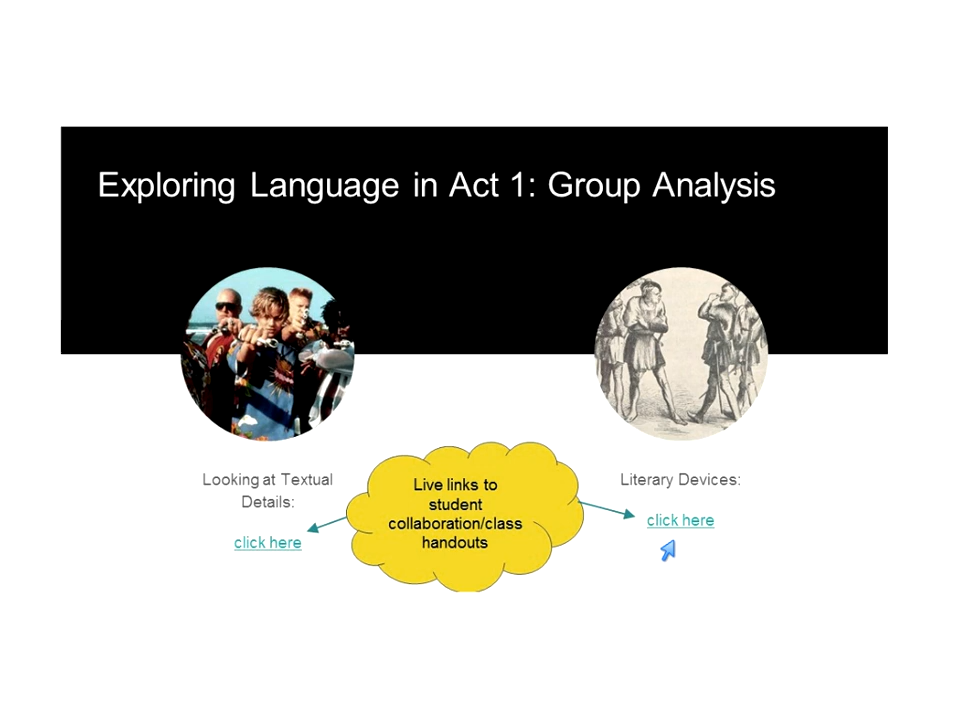 Exploring Language in Act 1: Group Analysis
Looking at Textual
Details:
click here
Live links to
student
collaboration/class
handouts
Literary Devices:
click here